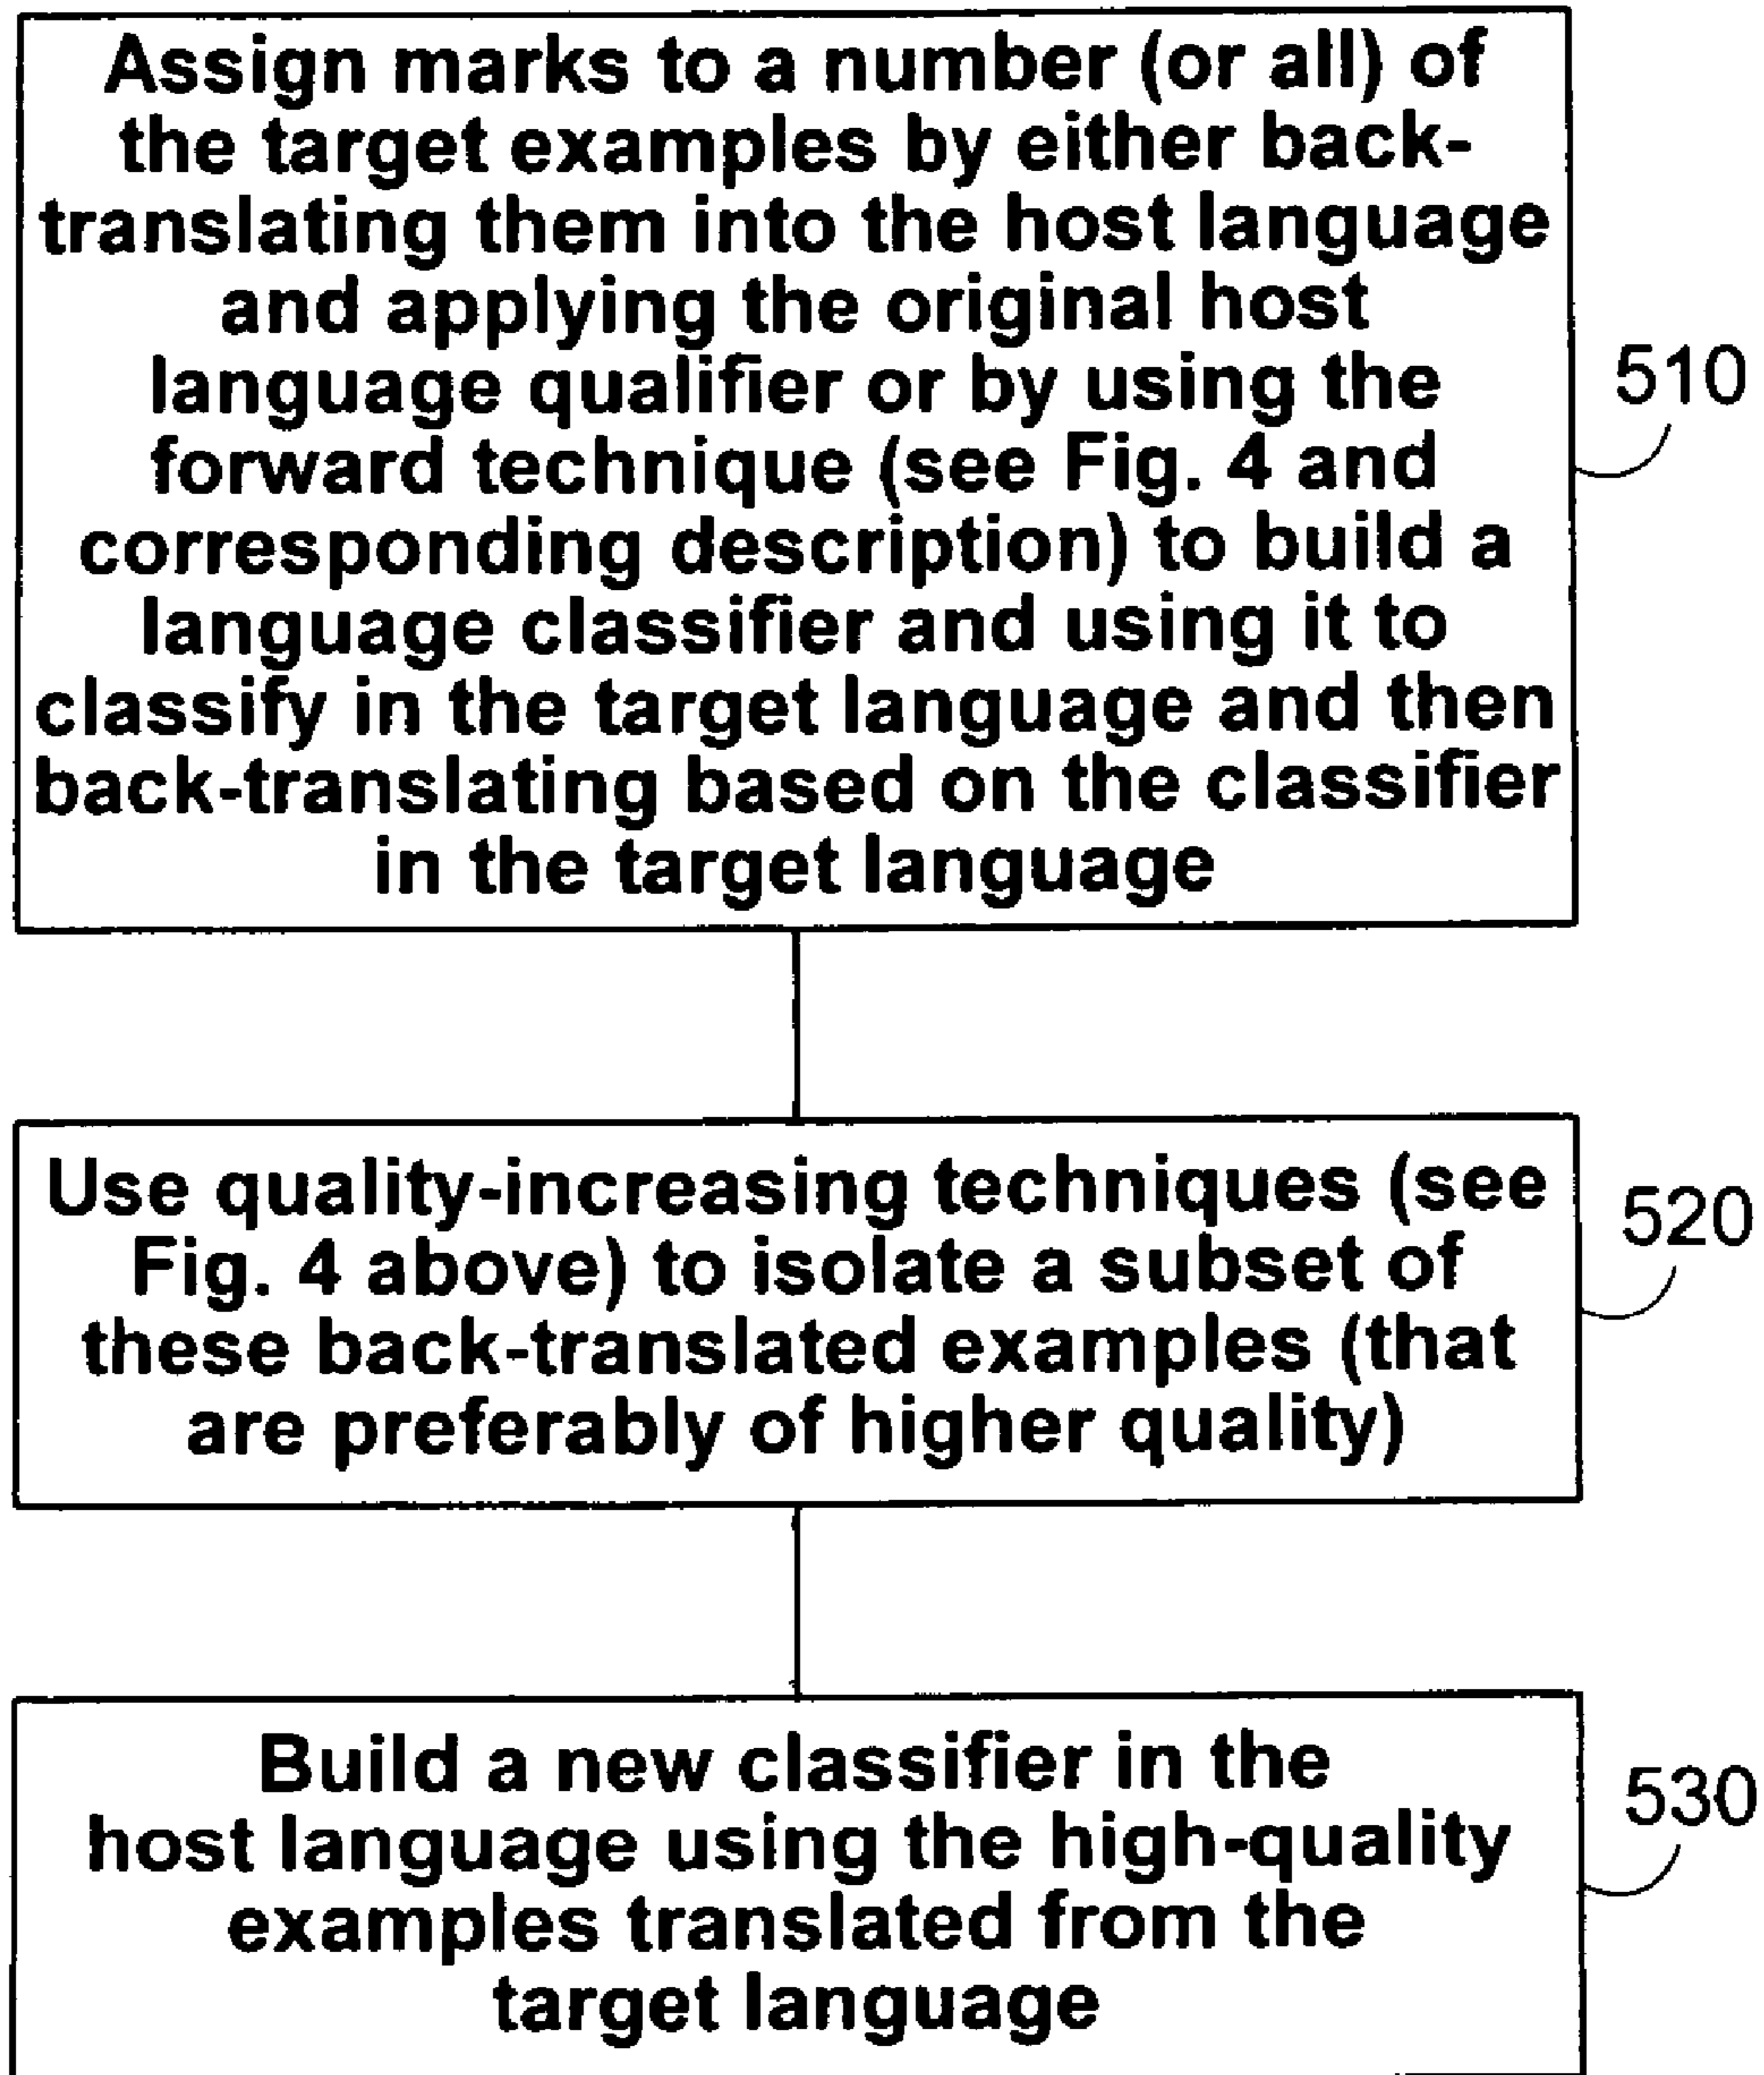 Assign marks to a number (or all) of
the target examples by either back-
translating them into the host language
and applying the original host
language qualifier or by using the
forward technique (see Fig. 4 and
corresponding description) to build a
language classifier and using it to
classify in the target language and then
back-translating based on the classifier
in the target language
510
Use quality-increasing techniques (see
Fig. 4 above) to isolate a subset of
these back-translated examples (that
are preferably of higher quality)
520
Build a new classifier in the
host language using the high-quality
examples translated from the
target language
530